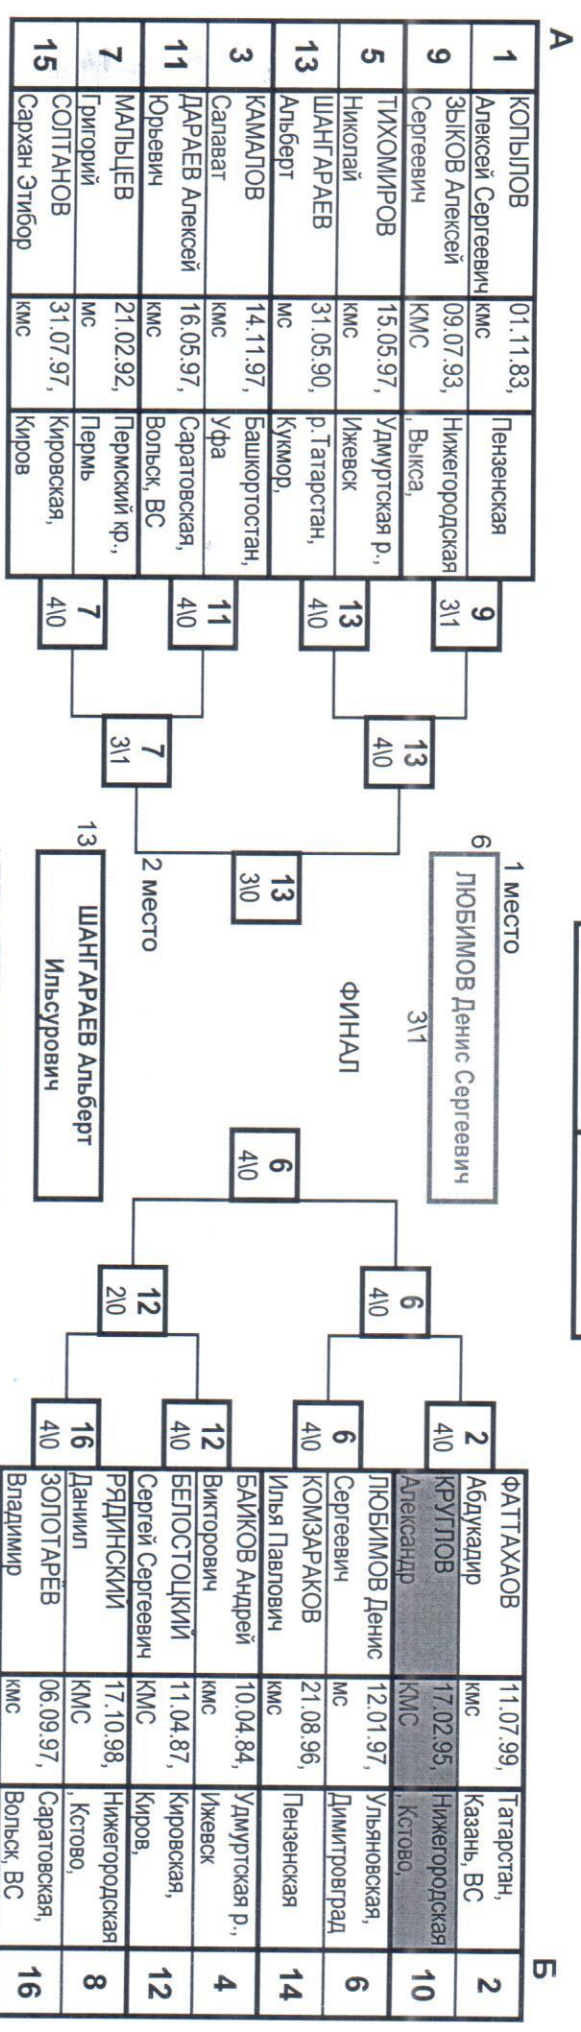 А
1
КОПЫЛОВ
Алексей Сергеевич
01.11.83,
кмс
Пензенская
9
ЗЫКОВ Алексей
Сергеевич
09.07.93,
КМС
Нижегородская
, Выкса,
5
ТИХОМИРОВ
Николай
15.05.97,
кмс
Удмуртская р.,
Ижевск
13
ШАНГАРАЕВ
Альберт
31.05.90,
мс
р.Татарстан,
Кукмор,
3
КАМАЛОВ
Салават
14.11.97,
кмс
Башкортостан,
Уфа
11
ДАРАЕВ Алексей
Юрьевич
16.05.97,
кмс
Саратовская,
Вольск, ВС
7
МАЛЬЦЕВ
Григорий
21.02.92,
мс
Пермский кр.,
Пермь
15
СОЛТАНОВ
Сархан Этибор
31.07.97,
кмс
Кировская,
Киров
9
3\1
13
4\0
11
4\0
7
4\0
13
4\0
7
3\1
13
3\0
1 место
6
ЛЮБИМОВ Денис Сергеевич
3\1
ФИНАЛ
2 место
13
ШАНГАРАЕВ Альберт
Ильсурович
6
4\0
6
4\0
12
2\0
2
4\0
6
4\0
12
4\0
16
4\0
Б
ФАТТАХАОВ
Абдукадир
11.07.99,
кмс
Татарстан,
Казань, ВС
2
КРУГЛОВ
Александр
17.02.95,
КМС
Нижегородская
, Кстово,
10
ЛЮБИМОВ Денис
Сергеевич
12.01.97,
мс
Ульяновская,
Димитровград
6
КОМЗАРАКОВ
Илья Павлович
21.08.96,
кмс
Пензенская
14
БАЙКОВ Андрей
Викторович
10.04.84,
кмс
Удмуртская р.,
Ижевск
4
БЕЛОСТОЦКИЙ
Сергей Сергеевич
11.04.87,
КМС
Кировская,
Киров,
12
РЯДИНСКИЙ
Даниил
17.10.98,
КМС
Нижегородская
, Кстово,
8
ЗОЛОТАРЁВ
Владимир
06.09.97,
кмс
Саратовская,
Вольск, ВС
16